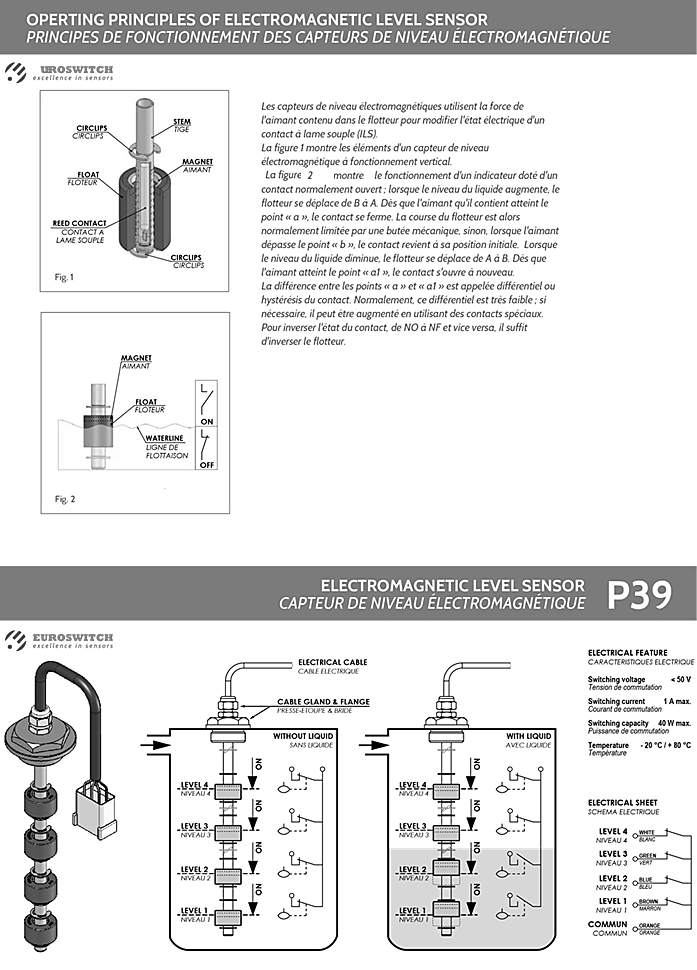 OPERTING PRINCIPLES OF ELECTROMAGNETIC LEVEL SENSOR
PRINCIPES DE FONCTIONNEMENT DES CAPTEURS DE NIVEAU ÉLECTROMAGNÉTIQUE
UROSWITCH
excellence in sensors
CIRCLIPS
CIRCLIPS
STEM
TIGE
MAGNET
AIMANT
FLOAT
FLOTEUR
REED CONTACT
CONTACT A
LAME SOUPLE
CIRCLIPS
CIRCLIPS
Fig. 1
Les capteurs de niveau électromagnétiques utilisent la force de
l'aimant contenu dans le flotteur pour modifier l'état électrique d'un
contact à lame souple (ILS).
La figure 1 montre les éléments d'un capteur de niveau
électromagnétique à fonctionnement vertical.
La figure 2 montre le fonctionnement d'un indicateur doté d'un
contact normalement ouvert ; lorsque le niveau du liquide augmente, le
flotteur se déplace de B à A. Dès que l'aimant qu'il contient atteint le
point « a », le contact se ferme. La course du flotteur est alors
normalement limitée par une butée mécanique, sinon, lorsque l'aimant
dépasse le point « b », le contact revient à sa position initiale. Lorsque
le niveau du liquide diminue, le flotteur se déplace de A à B. Dès que
l'aimant atteint le point « a1 », le contact s'ouvre à nouveau.
La différence entre les points « a » et « a1 » est appelée différentiel ou
hystérésis du contact. Normalement, ce différentiel est très faible ; si
nécessaire, il peut être augmenté en utilisant des contacts spéciaux.
Pour inverser l'état du contact, de NO à NF et vice versa, il suffit
d'inverser le flotteur.
MAGNET
AIMANT
FLOAT
FLOTEUR
WATERLINE
LIGNE DE
FLOTTAISON
ON
OFF
Fig. 2
ELECTROMAGNETIC LEVEL SENSOR
CAPTEUR DE NIVEAU ÉLECTROMAGNÉTIQUE
P39
EUROSWITCH
excellence in sensors
ELECTRICAL CABLE
CABLE ELECTRIQUE
CABLE GLAND & FLANGE
PRESSE-ETOUPE & BRIDE
WITHOUT LIQUID
SANS LIQUIDE
LEVEL 4
NIVEAU 4
NO
LEVEL 3
NIVEAU 3
NO
LEVEL 2
NIVEAU 2
NO
LEVEL 1
NIVEAU 1
NO
WITH LIQUID
AVEC LIQUIDE
LEVEL 4
NIVEAU 4
NO
LEVEL 3
NIVEAU 3
NO
LEVEL 2
NIVEAU 2
NO
LEVEL 1
NIVEAU 1
NO
ELECTRICAL FEATURE
CARACTERISTIQUES ELECTRIQUE
Switching voltage < 50 V
Tension de commutation
Switching current 1 A max.
Courant de commutation
Switching capacity 40 W max.
Puissance de commutation
Temperature - 20 °C / + 80 °C
Tempèrature
ELECTRICAL SHEET
SCHEMA ELECTRIQUE
LEVEL 4 WHITE
NIVEAU 4 BLANC
LEVEL 3 GREEN
NIVEAU 3 VERT
LEVEL 2 BLUE
NIVEAU 2 BLEU
LEVEL 1 BROWN
NIVEAU 1 MARRON
COMMUN ORANGE
COMMUN ORANGE